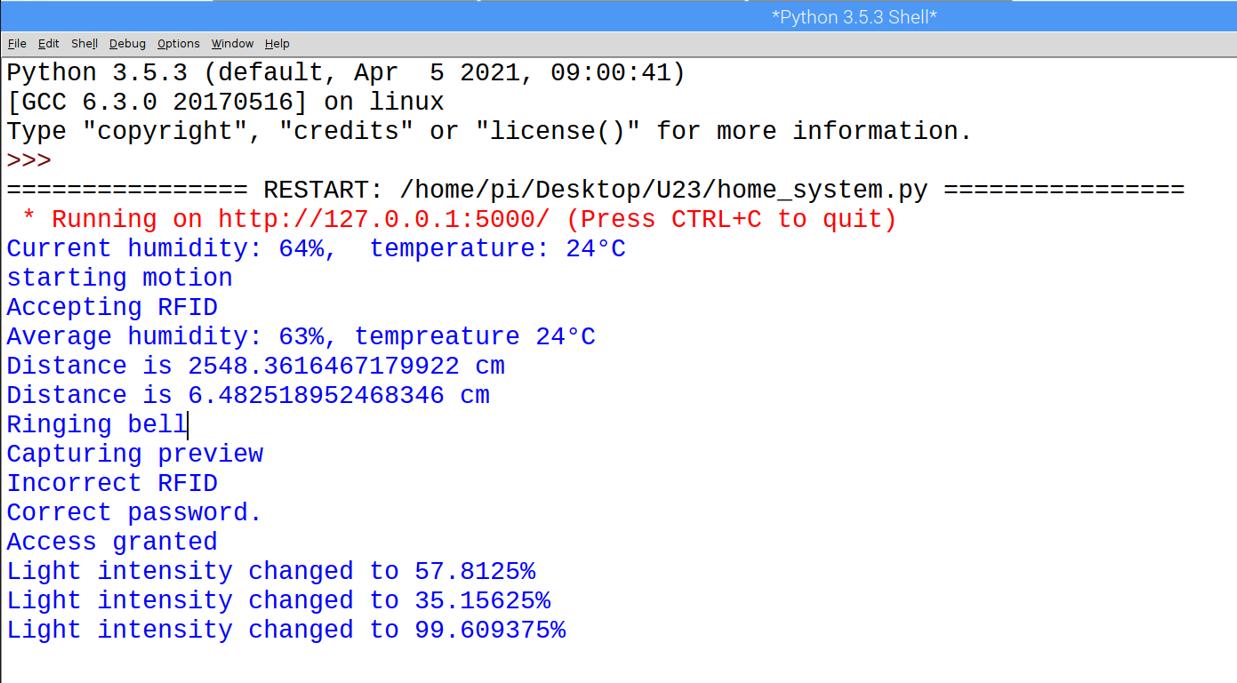 *Python 3.5.3 Shell*
File Edit Shell Debug Options Window Help
Python 3.5.3 (default, Apr  5 2021, 09:00:41)
[GCC 6.3.0 20170516] on linux
Type "copyright", "credits" or "license()" for more information.
>>>
================ RESTART: /home/pi/Desktop/U23/home_system.py ================
 * Running on http://127.0.0.1:5000/ (Press CTRL+C to quit)
Current humidity: 64%,  temperature: 24°C
starting motion
Accepting RFID
Average humidity: 63%, tempreature 24°C
Distance is 2548.3616467179922 cm
Distance is 6.482518952468346 cm
Ringing bell
Capturing preview
Incorrect RFID
Correct password.
Access granted
Light intensity changed to 57.8125%
Light intensity changed to 35.15625%
Light intensity changed to 99.609375%